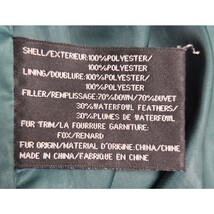 SHELL/EXTERIEUR:100%POLYESTER/
100%POLYESTER
LINING/DOUBLURE:100%POLYESTER/
100%POLYESTER
FILLER/REMPLISSAGE:70%DOWN/70%DUVET
30%WATERFOWL FEATHERS/
30%PLUMES DE WATERFOWL
FUR TRIM/LA FOURRURE GARNITURE:
FOX/RENARD
FUR ORIGIN/MATERIAL D'ORIGINE:CHINA/CHINE
MADE IN CHINA/FABRIQUE EN CHINE